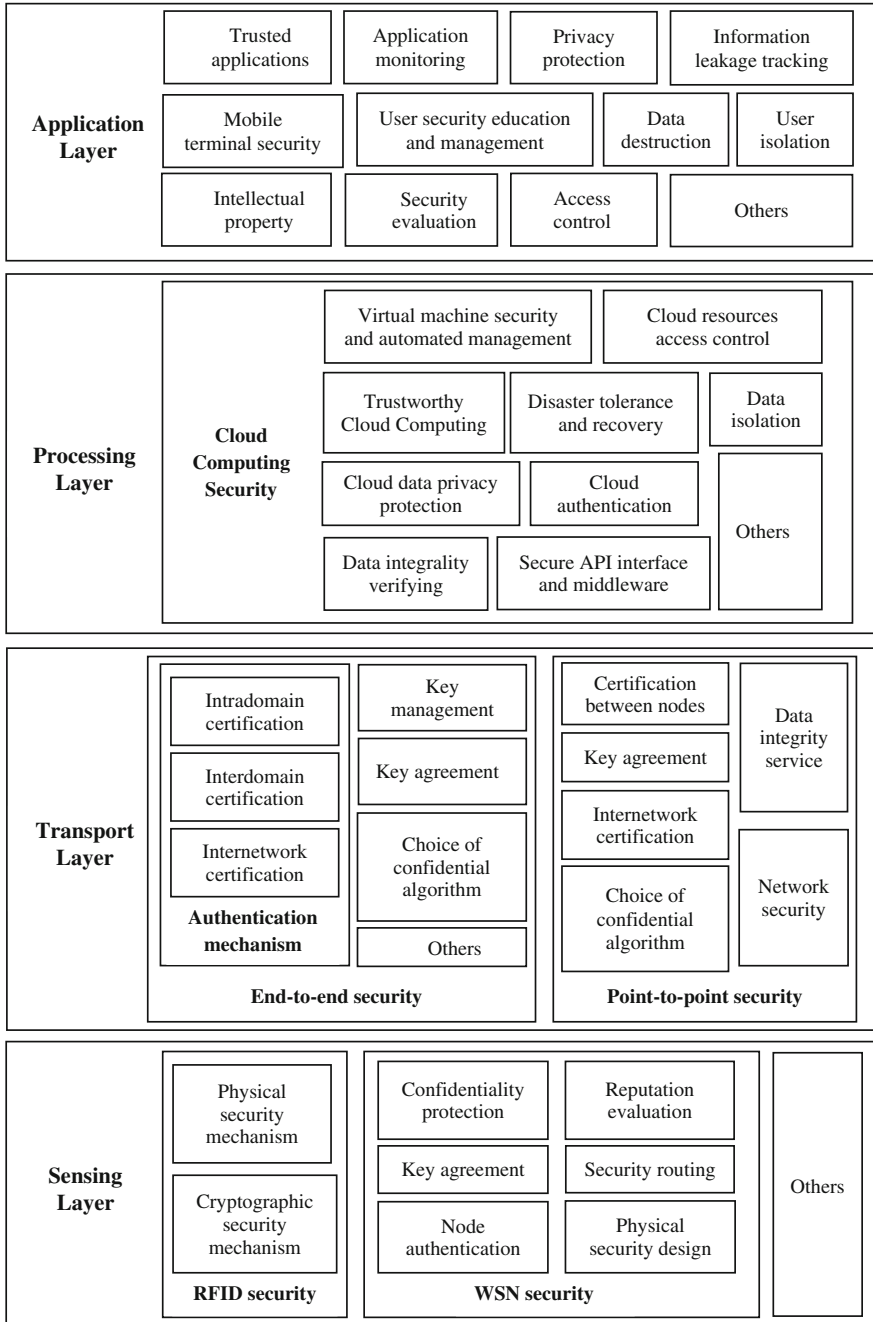 Application
Layer
Trusted
applications
Application
monitoring
Privacy
protection
Information
leakage tracking
Mobile
terminal security
User security education
and management
Data
destruction
User
isolation
Intellectual
property
Security
evaluation
Access
control
Others
Processing
Layer
Cloud
Computing
Security
Virtual machine security
and automated management
Cloud resources
access control
Trustworthy
Cloud Computing
Disaster tolerance
and recovery
Data
isolation
Cloud data privacy
protection
Cloud
authentication
Others
Data integrality
verifying
Secure API interface
and middleware
Transport
Layer
Intradomain
certification
Interdomain
certification
Internetwork
certification
Authentication
mechanism
Key
management
Key agreement
Choice of
confidential
algorithm
Others
End-to-end security
Certification
between nodes
Key agreement
Internetwork
certification
Choice of
confidential
algorithm
Data
integrity
service
Network
security
Point-to-point security
Sensing
Layer
Physical
security
mechanism
Cryptographic
security
mechanism
RFID security
Confidentiality
protection
Reputation
evaluation
Key agreement
Security routing
Node
authentication
Physical
security design
WSN security
Others